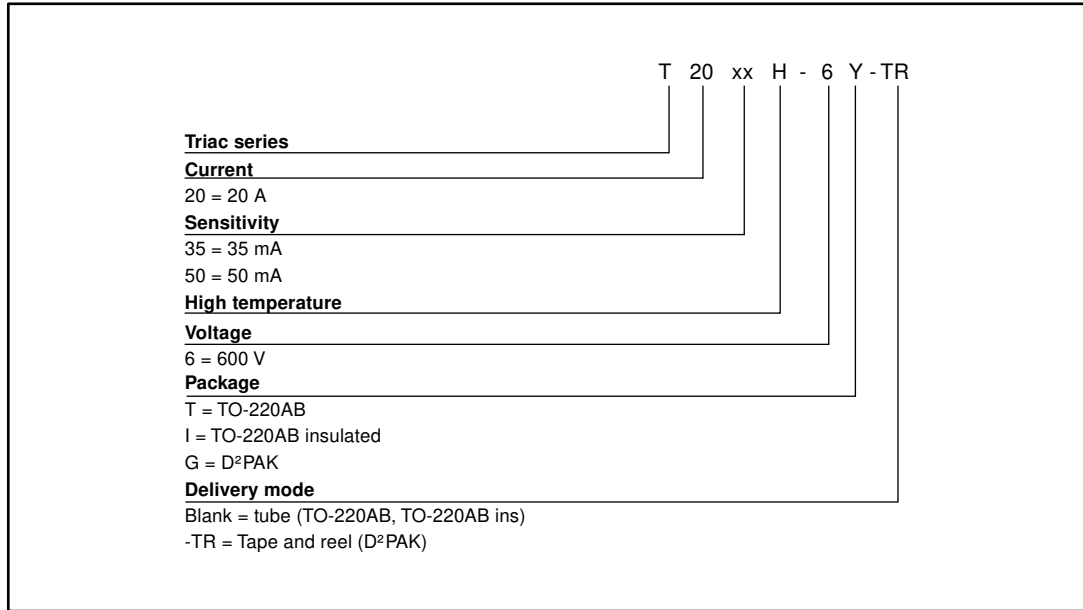 T 20 xx H - 6 Y - TR
Triac series
Current
20 = 20 A
Sensitivity
35 = 35 mA
50 = 50 mA
High temperature
Voltage
6 = 600 V
Package
T = TO-220AB
I = TO-220AB insulated
G = D²PAK
Delivery mode
Blank = tube (TO-220AB, TO-220AB ins)
-TR = Tape and reel (D²PAK)